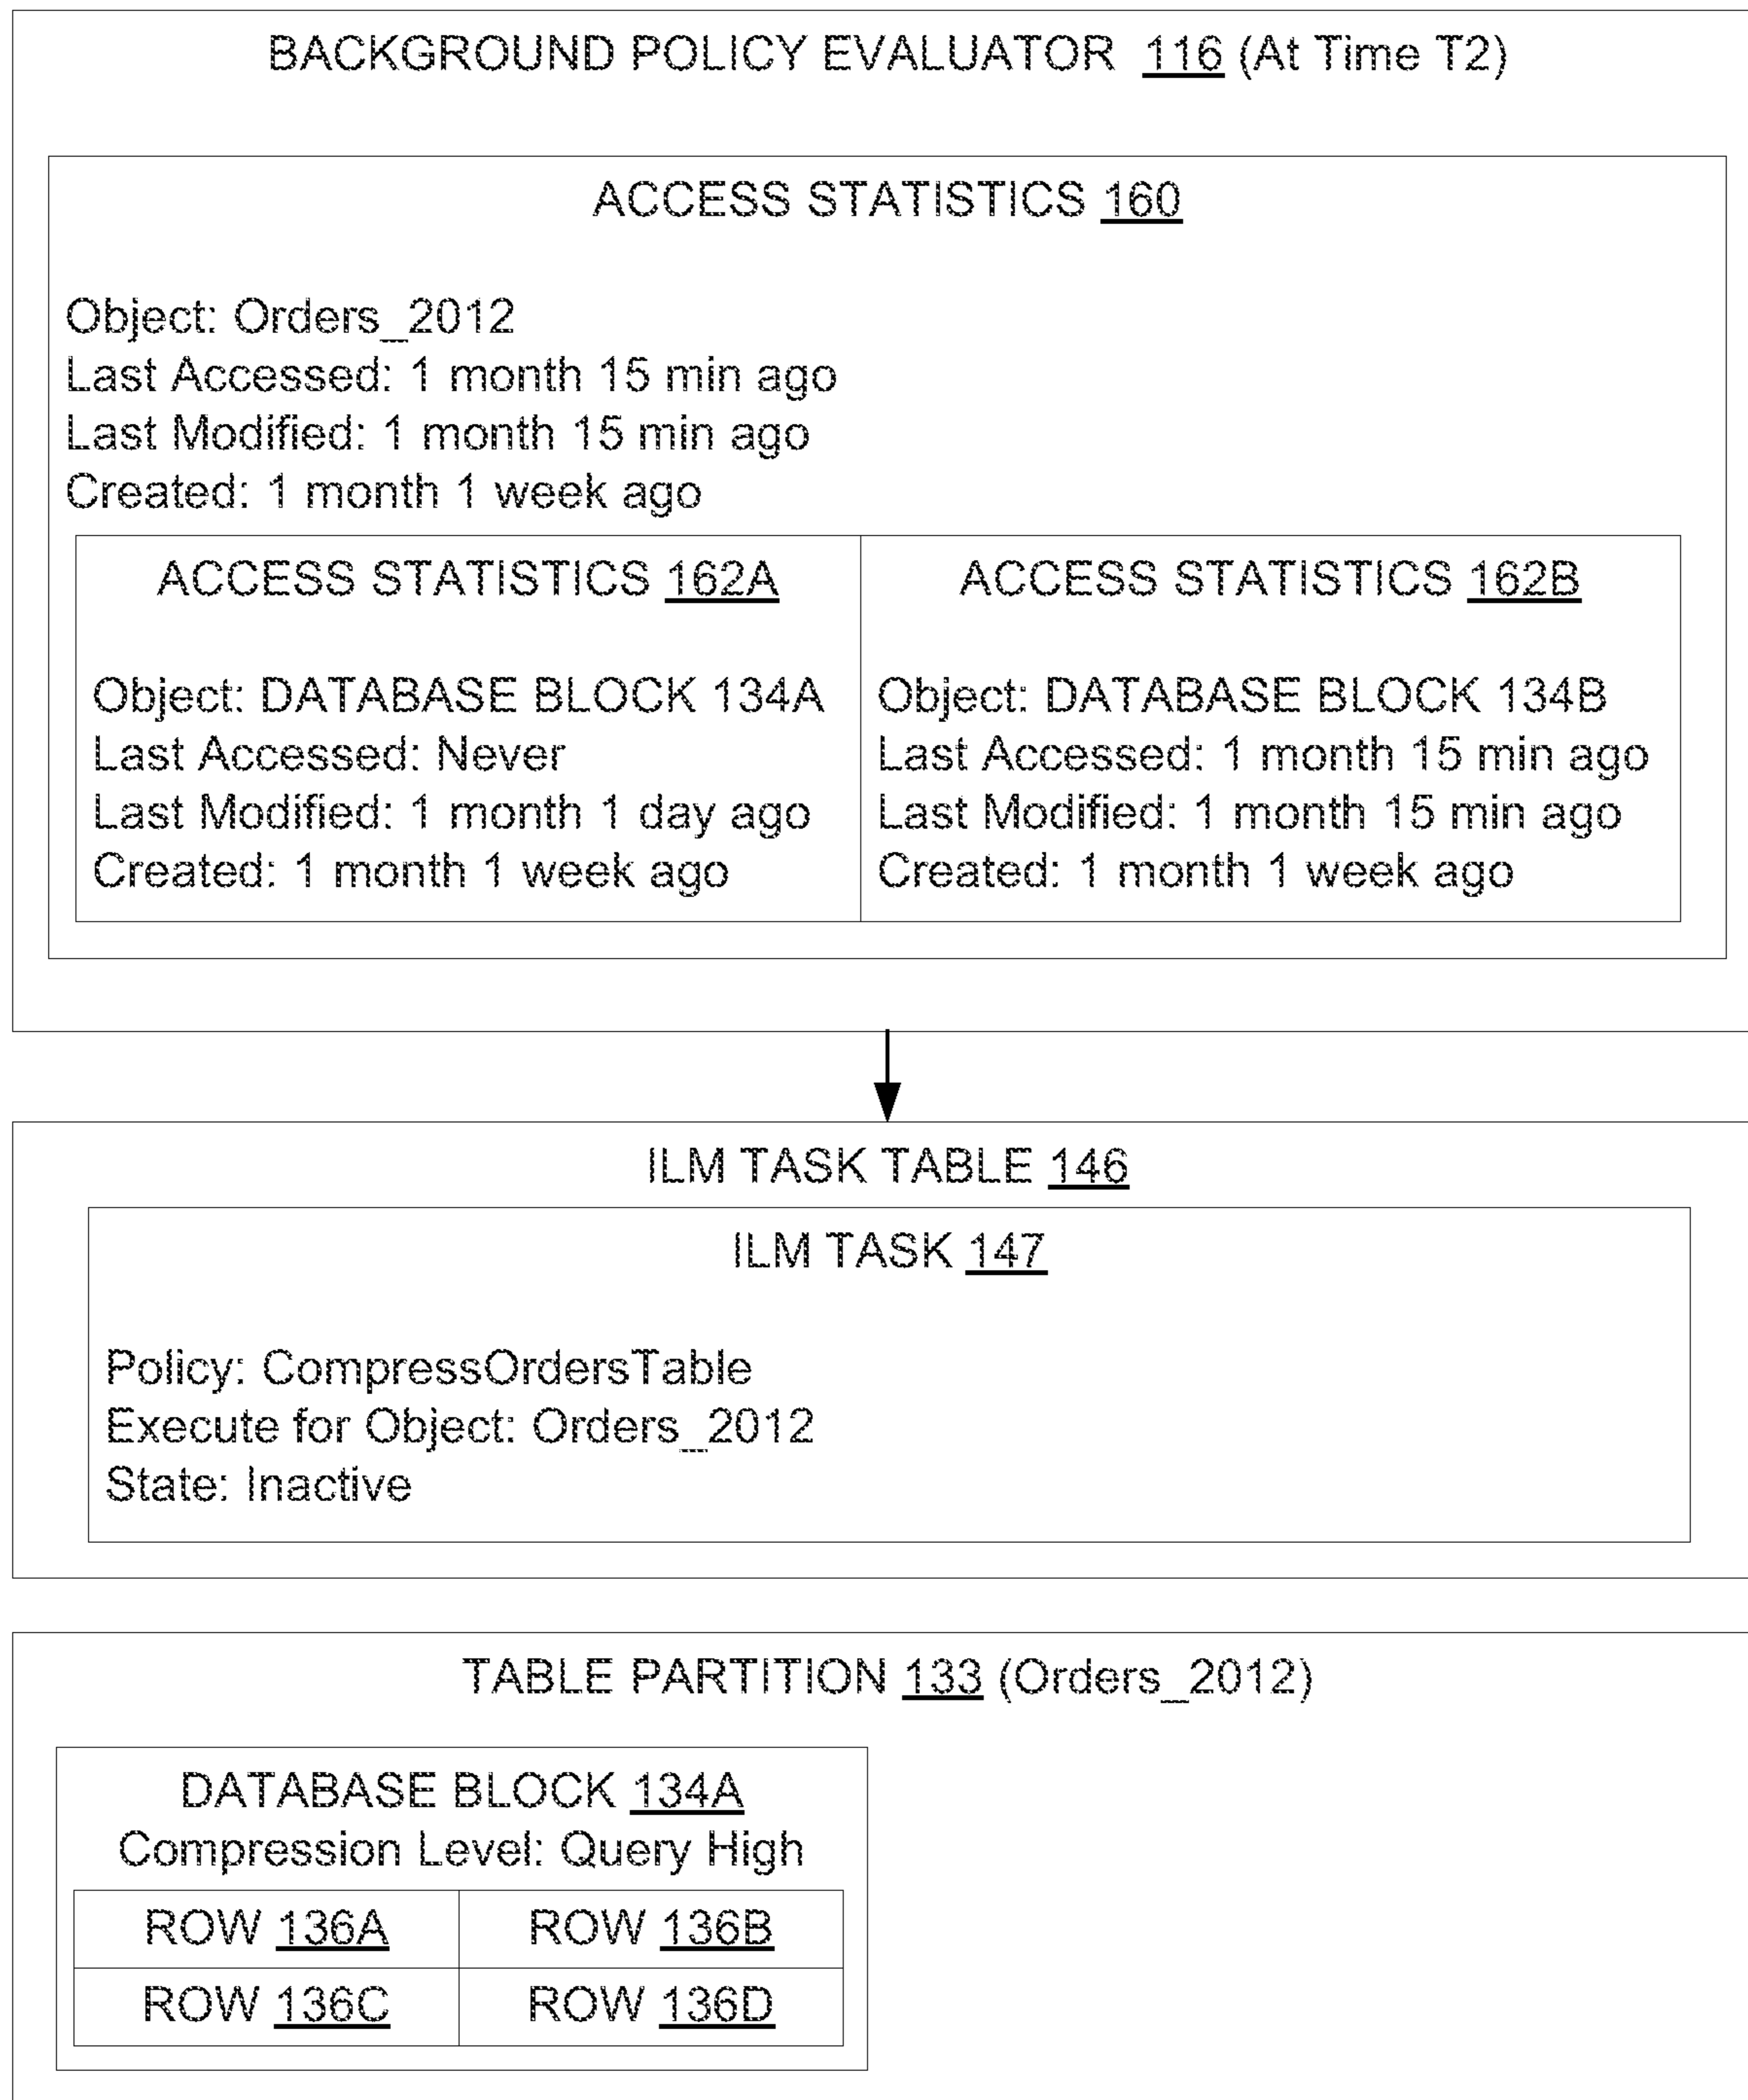 BACKGROUND POLICY EVALUATOR 116 (At Time T2)
ACCESS STATISTICS 160
Object: Orders_2012
Last Accessed: 1 month 15 min ago
Last Modified: 1 month 15 min ago
Created: 1 month 1 week ago
ACCESS STATISTICS 162A
Object: DATABASE BLOCK 134A
Last Accessed: Never
Last Modified: 1 month 1 day ago
Created: 1 month 1 week ago
ACCESS STATISTICS 162B
Object: DATABASE BLOCK 134B
Last Accessed: 1 month 15 min ago
Last Modified: 1 month 15 min ago
Created: 1 month 1 week ago
ILM TASK TABLE 146
ILM TASK 147
Policy: CompressOrdersTable
Execute for Object: Orders_2012
State: Inactive
TABLE PARTITION 133 (Orders_2012)
DATABASE BLOCK 134A
Compression Level: Query High
ROW 136A
ROW 136B
ROW 136C
ROW 136D